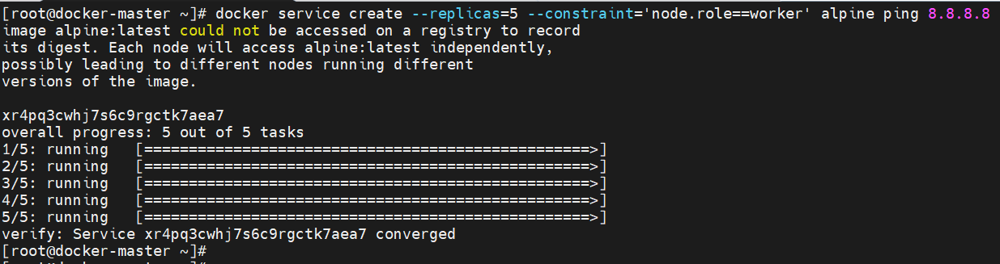 [root@docker-master ~]# docker service create --replicas=5 --constraint='node.role==worker' alpine ping 8.8.8.8
image alpine:latest could not be accessed on a registry to record
its digest. Each node will access alpine:latest independently,
possibly leading to different nodes running different
versions of the image.

xr4pq3cwhj7s6c9rgctk7aea7
overall progress: 5 out of 5 tasks
1/5: running   [==================================================>]
2/5: running   [==================================================>]
3/5: running   [==================================================>]
4/5: running   [==================================================>]
5/5: running   [==================================================>]
verify: Service xr4pq3cwhj7s6c9rgctk7aea7 converged
[root@docker-master ~]#